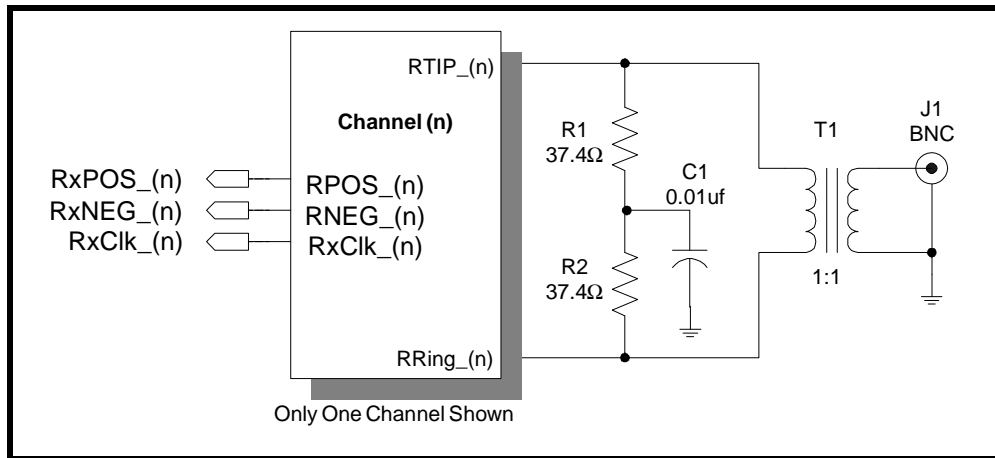 RTIP_(n)
Channel (n)
RxPOS_(n)
RxNEG_(n)
RxClk_(n)
RPOS_(n)
RNEG_(n)
RxClk_(n)
RRing_(n)
Only One Channel Shown
R1
37.4Ω
C1
0.01uf
R2
37.4Ω
T1
1:1
J1
BNC